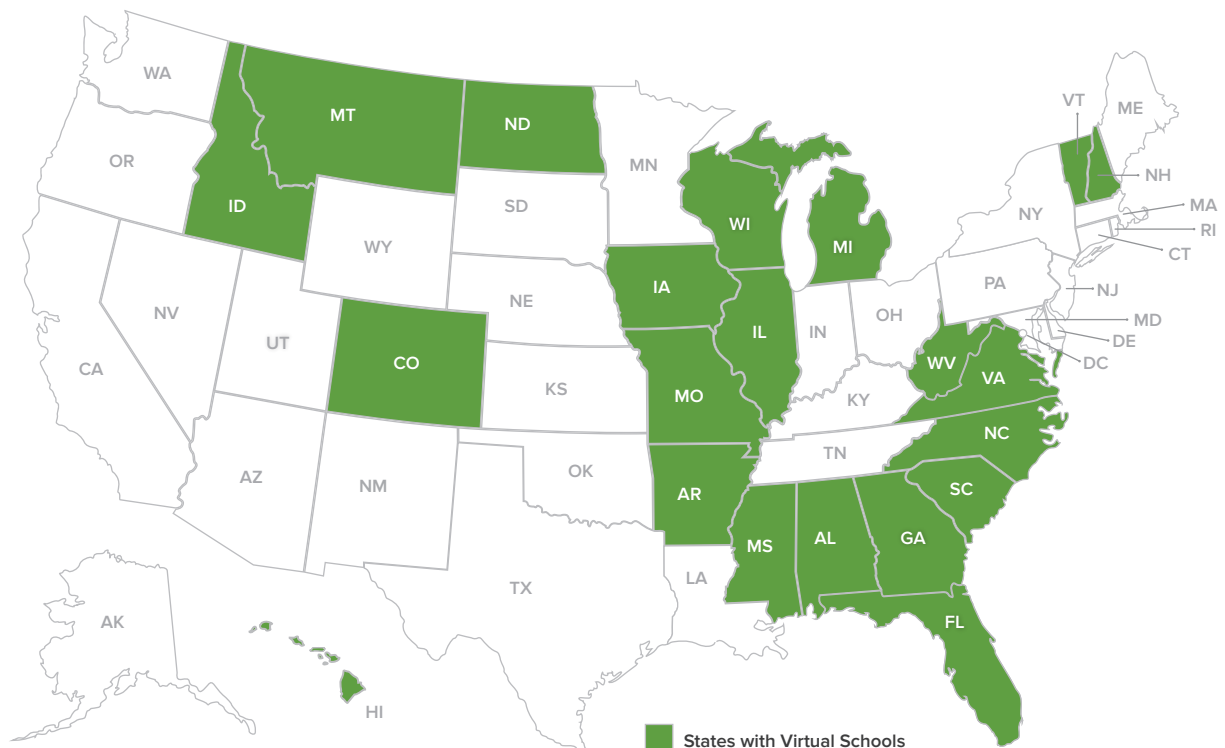 WA
MT
ND
MN
VT
ME
OR
ID
SD
WI
MI
NY
NH
MA
RI
CT
WY
IA
NE
PA
NJ
NV
UT
CO
IL
IN
OH
MD
DE
DC
CA
KS
MO
WV
VA
KY
NC
AZ
NM
OK
AR
TN
SC
MS
AL
GA
LA
TX
FL
AK
HI
States with Virtual Schools